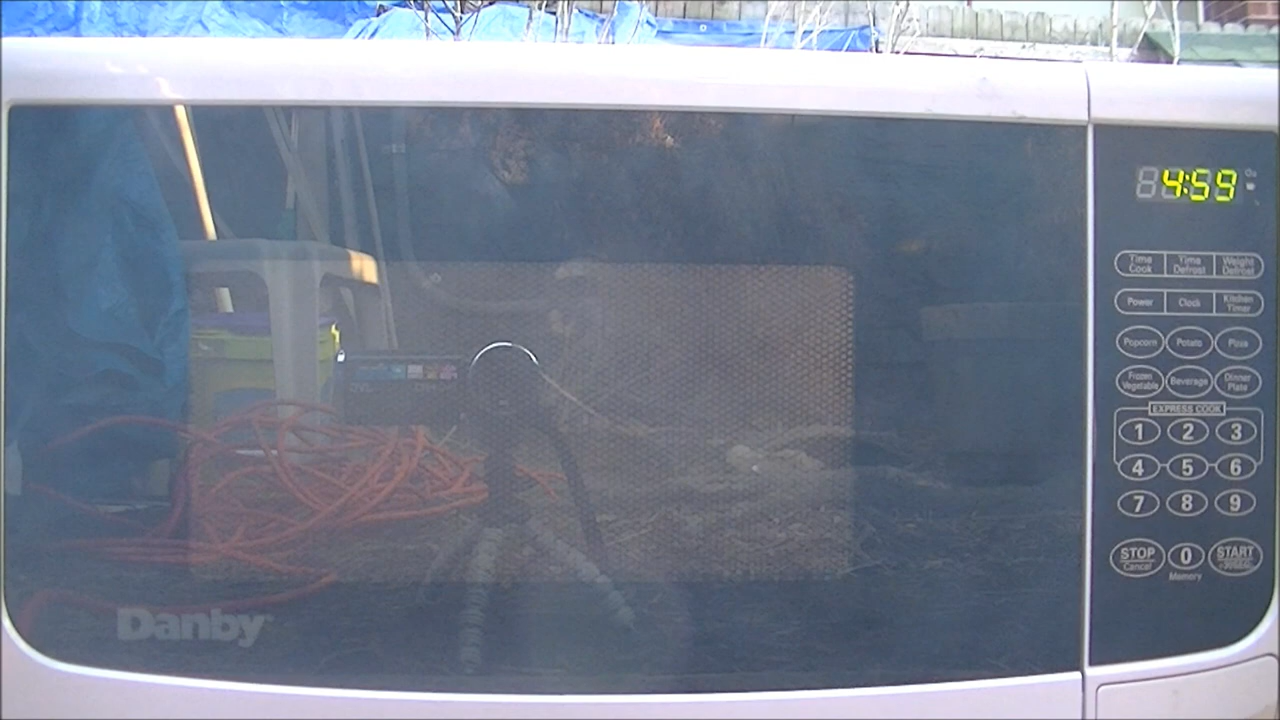 4:59
Time Cook Time Defrost Weight Defrost
Power Clock Kitchen Timer
Popcorn Potato Pizza
Frozen Vegetable Beverage Dinner Plate
EXPRESS COOK
1 2 3
4 5 6
7 8 9
STOP Cancel 0 Memory START
Danby